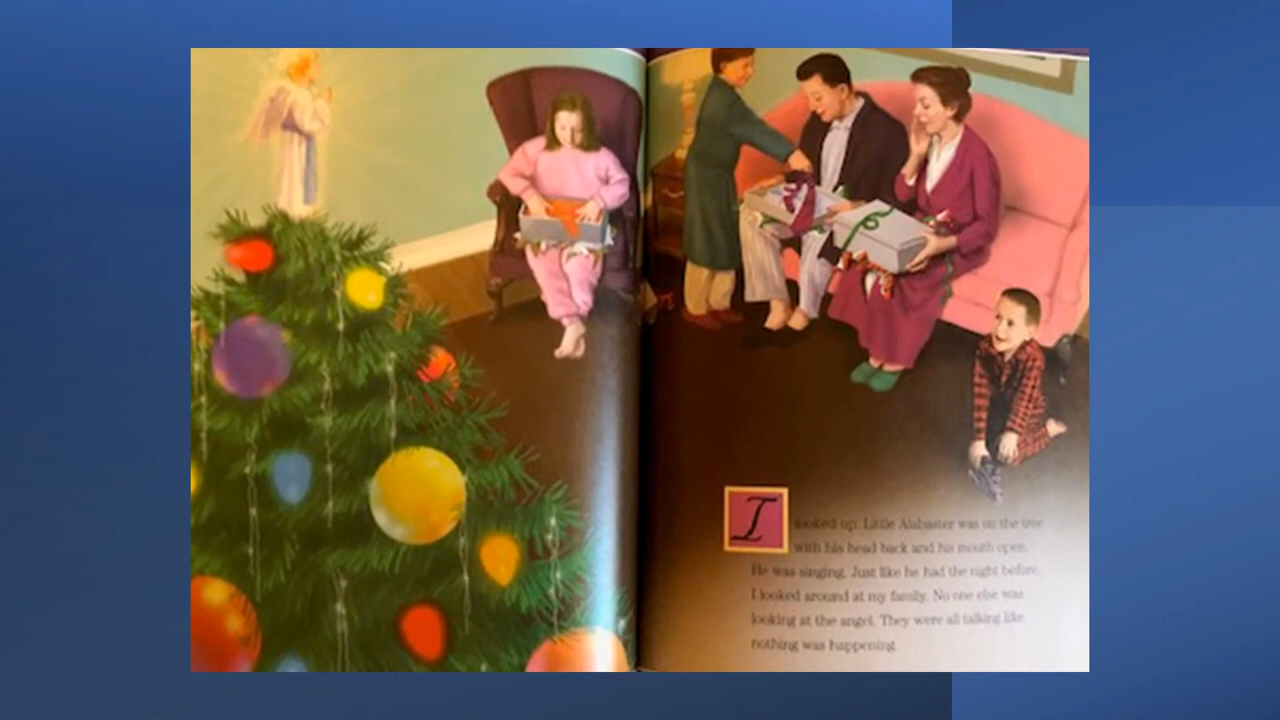 I looked up. Little Alabaster was on the tree
with his head back and his mouth open.
He was singing. Just like he had the night before.
I looked around at my family. No one else was
looking at the angel. They were all talking like
nothing was happening.